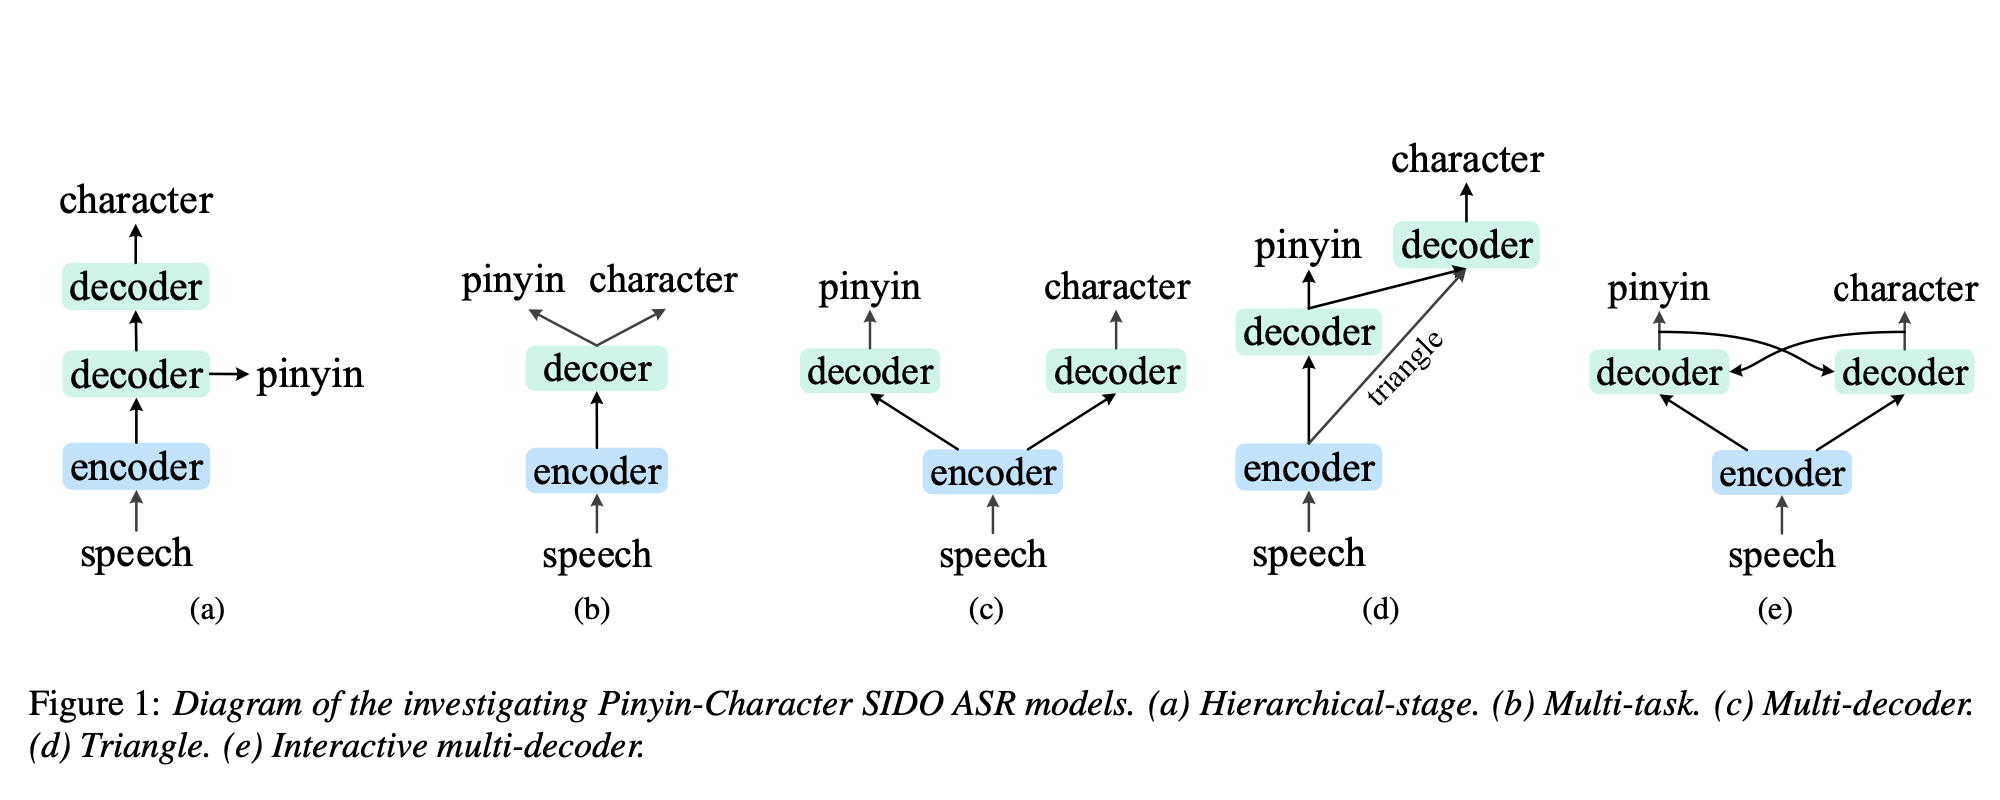 character
decoder
decoder pinyin
encoder
speech
(a)
pinyin character
decoer
encoder
speech
(b)
pinyin character
decoder decoder
encoder
speech
(c)
character
decoder
pinyin
decoder
triangle
encoder
speech
(d)
pinyin character
decoder decoder
encoder
speech
(e)
Figure 1: Diagram of the investigating Pinyin-Character SIDO ASR models. (a) Hierarchical-stage. (b) Multi-task. (c) Multi-decoder.
(d) Triangle. (e) Interactive multi-decoder.